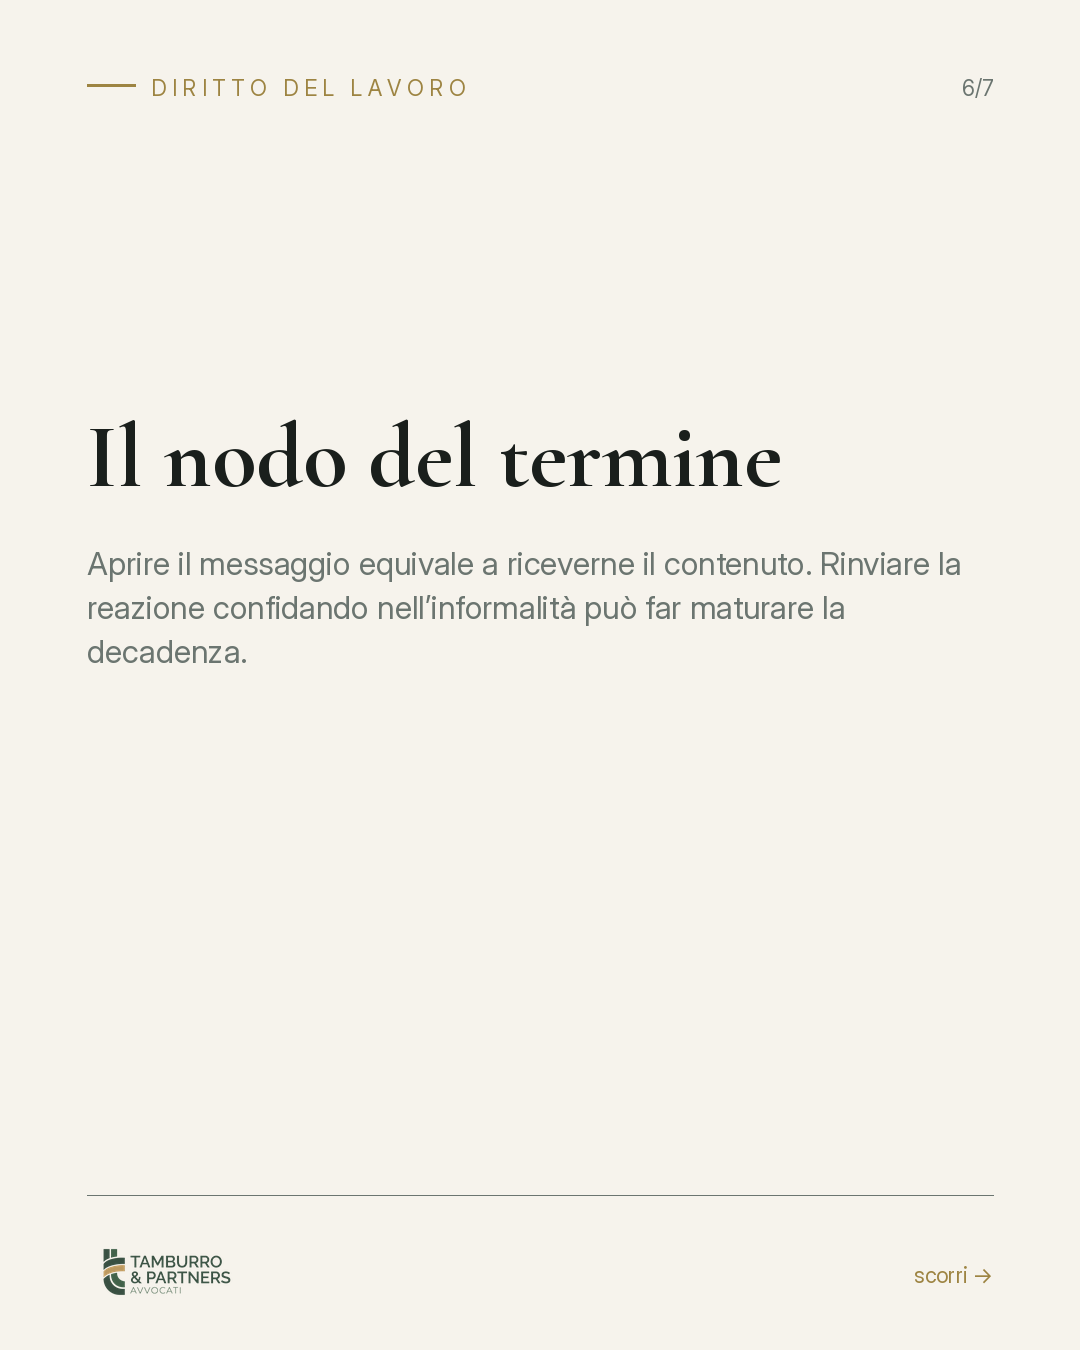 DIRITTO DEL LAVORO
6/7
Il nodo del termine
Aprire il messaggio equivale a riceverne il contenuto. Rinviare la
reazione confidando nell’informalità può far maturare la
decadenza.
TAMBURRO
& PARTNERS
AVVOCATI
scorri →